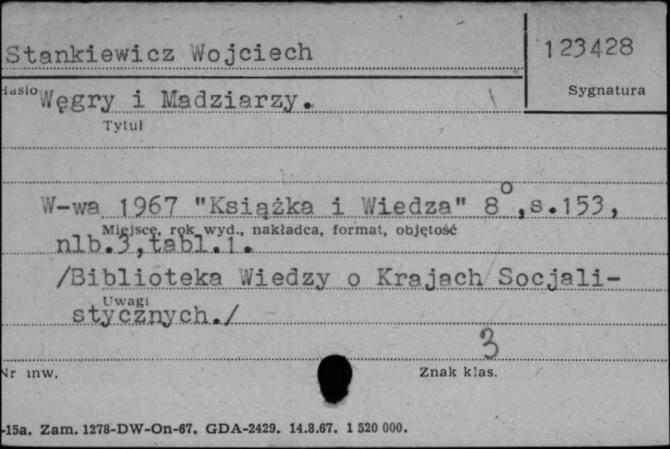 Stankiewicz Wojciech
123428
Hasło
Sygnatura
Węgry i Madziarzy.
Tytuł
W-wa 1967 "Książka i Wiedza" 8°, s.153,
Miejsce, rok wyd., nakładca, format, objętość
nlb.3, tabl.1.
/Biblioteka Wiedzy o Krajach Socjali-
Uwagi
stycznych./
3
Nr inw.
Znak klas.
-15a. Zam. 1278-DW-On-67. GDA-2429. 14.8.67. 1 520 000.